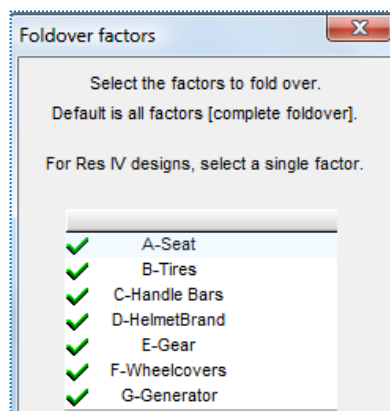 Foldover factors
Select the factors to fold over.
Default is all factors [complete foldover].
For Res IV designs, select a single factor.
A-Seat
B-Tires
C-Handle Bars
D-HelmetBrand
E-Gear
F-Wheelcovers
G-Generator